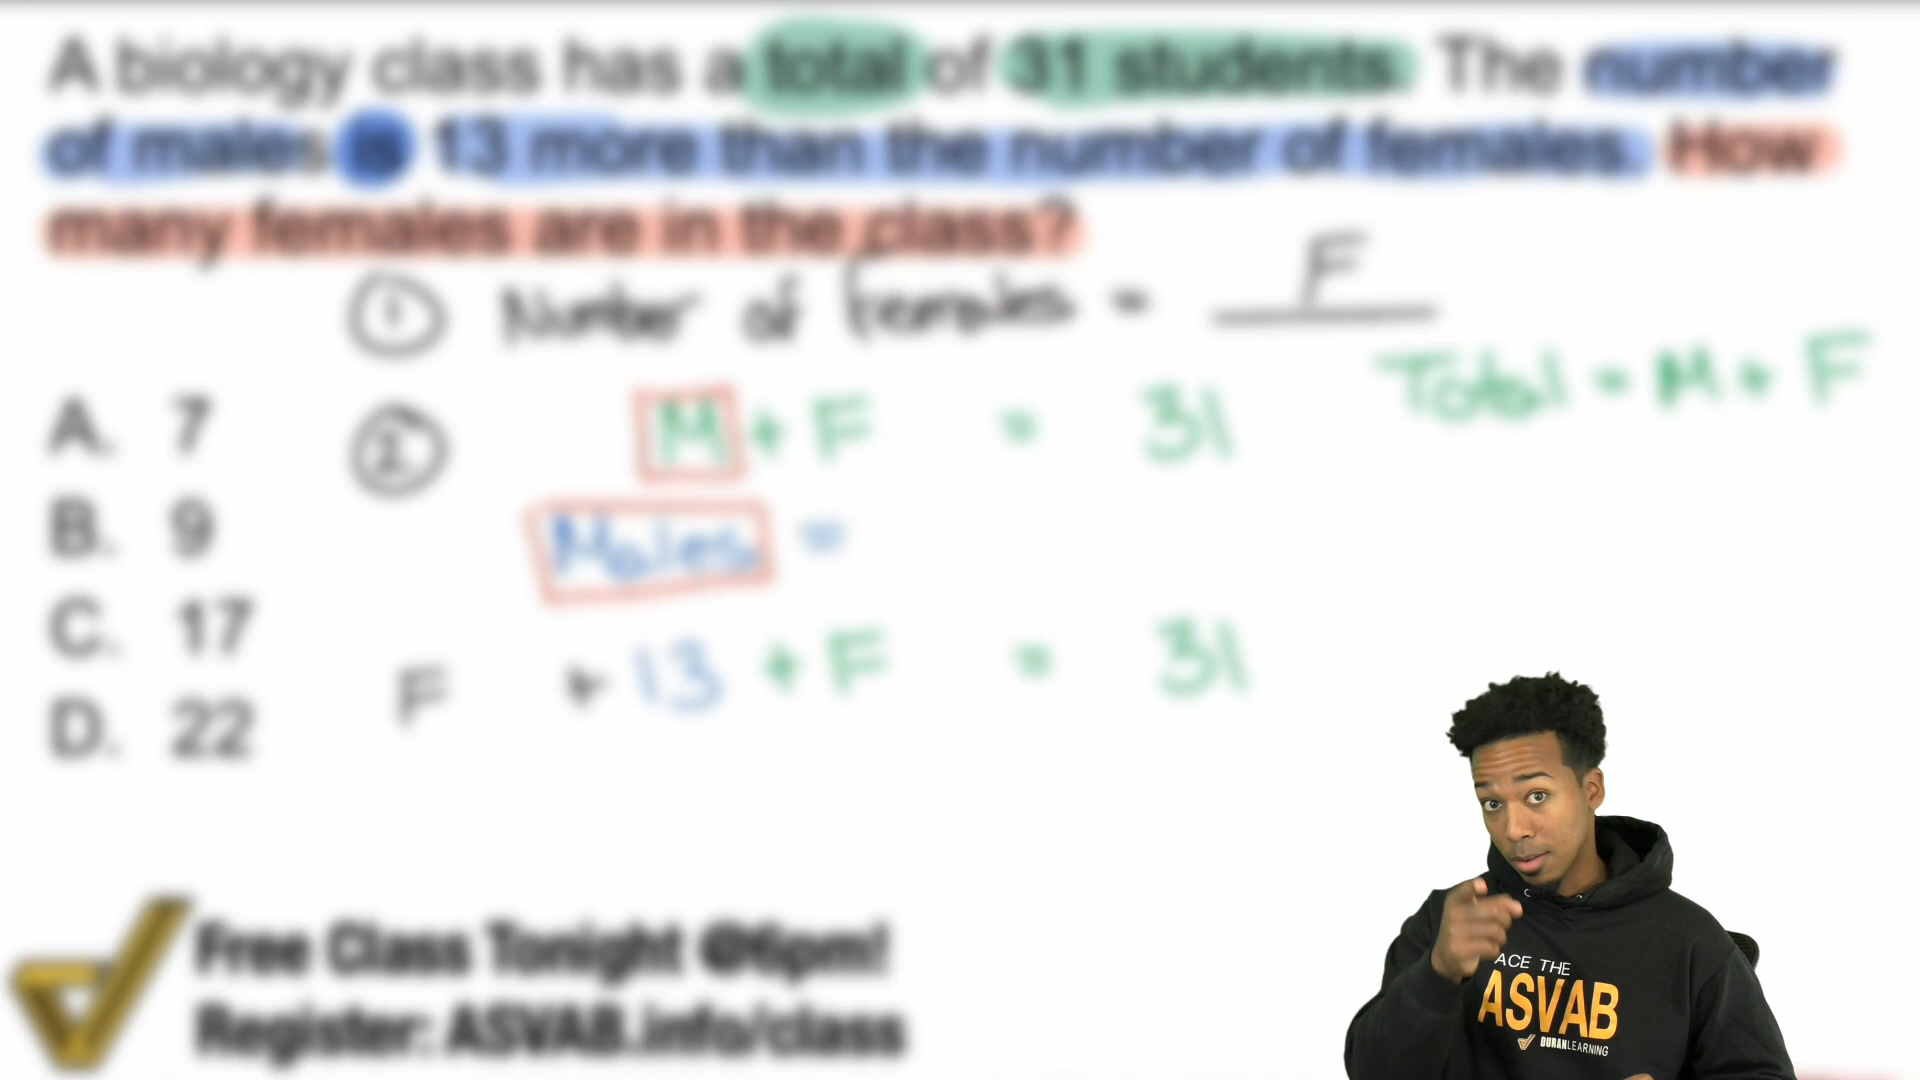 A biology class has a total of 31 students. The number
of males is 13 more than the number of females. How
many females are in the class?
1 Number of Females = F
Total = M + F
A. 7
2 M + F = 31
B. 9
Males =
C. 17
F + 13 + F = 31
D. 22
Free Class Tonight @6pm!
Register: ASVAB.info/class
ACE THE
ASVAB
DURANLEARNING